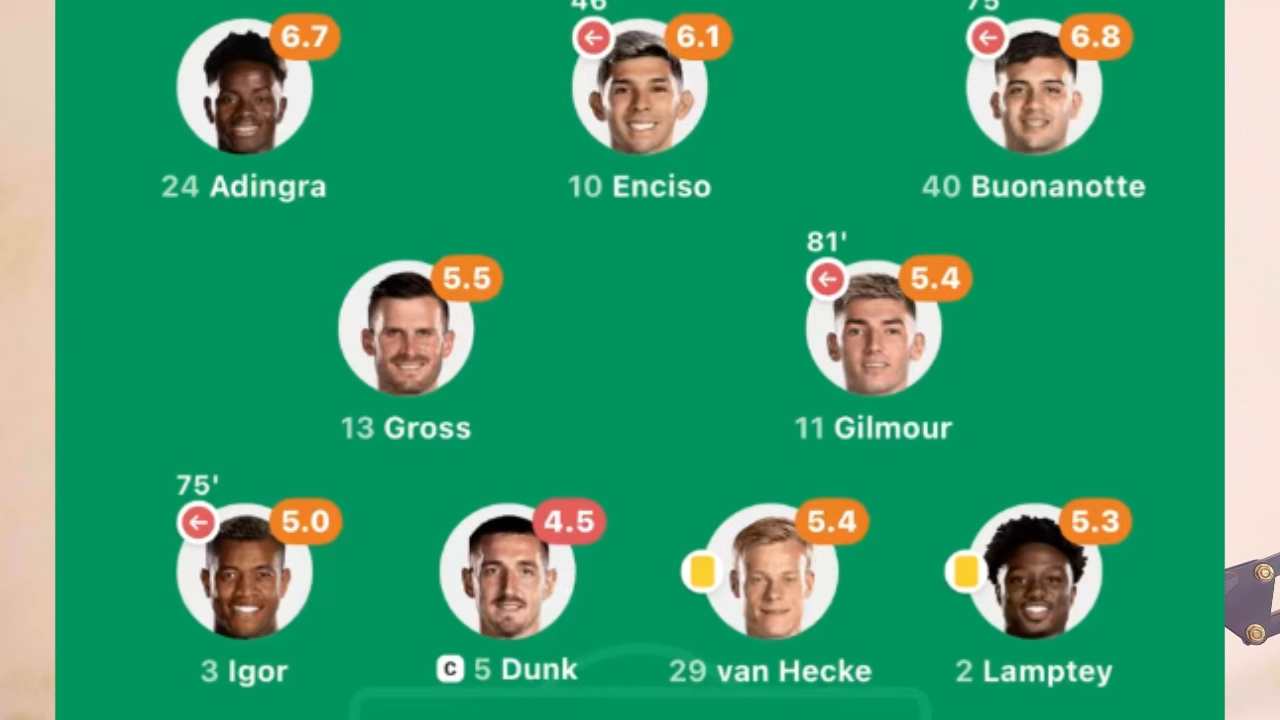 46'
75'
6.7
6.1
6.8
24 Adingra
10 Enciso
40 Buonanotte
81'
5.5
5.4
13 Gross
11 Gilmour
75'
5.0
4.5
5.4
5.3
3 Igor
C 5 Dunk
29 van Hecke
2 Lamptey